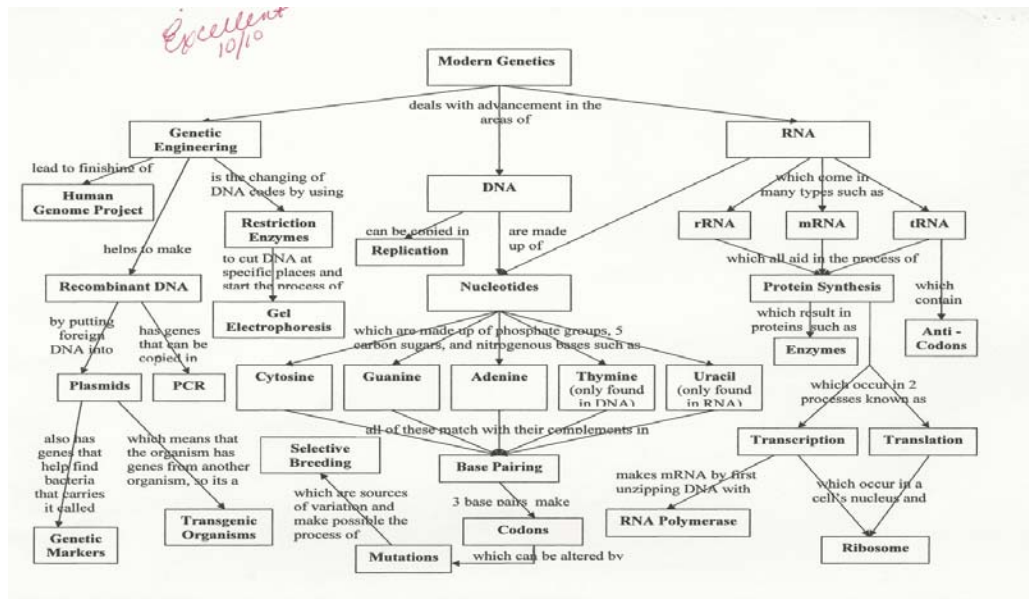 Excellent
10/10
Modern Genetics
deals with advancement in the
areas of
Genetic
Engineering
DNA
RNA
lead to finishing of
Human
Genome Project
is the changing of
DNA codes by using
Restriction
Enzymes
can be copied in
Replication
are made
up of
which come in
many types such as
rRNA
mRNA
tRNA
helps to make
to cut DNA at
specific places and
start the process of
which all aid in the process of
Recombinant DNA
Nucleotides
Protein Synthesis
which
contain
by putting
foreign
DNA into
has genes
that can be
copied in
Gel
Electrophoresis
which are made up of phosphate groups, 5
carbon sugars, and nitrogenous bases such as
which result in
proteins such as
Enzymes
Anti -
Codons
Plasmids
PCR
Cytosine
Guanine
Adenine
Thymine
(only found
in DNA)
Uracil
(only found
in RNA)
which occur in 2
processes known as
all of these match with their complements in
Transcription
Translation
also has
genes that
help find
bacteria
that carries
it called
which means that
the organism has
genes from another
organism, so its a
Selective
Breeding
Base Pairing
makes mRNA by first
unzipping DNA with
which occur in a
cell's nucleus and
which are sources
of variation and
make possible the
process of
3 base pairs make
Codons
RNA Polymerase
Genetic
Markers
Transgenic
Organisms
Mutations
which can be altered by
Ribosome